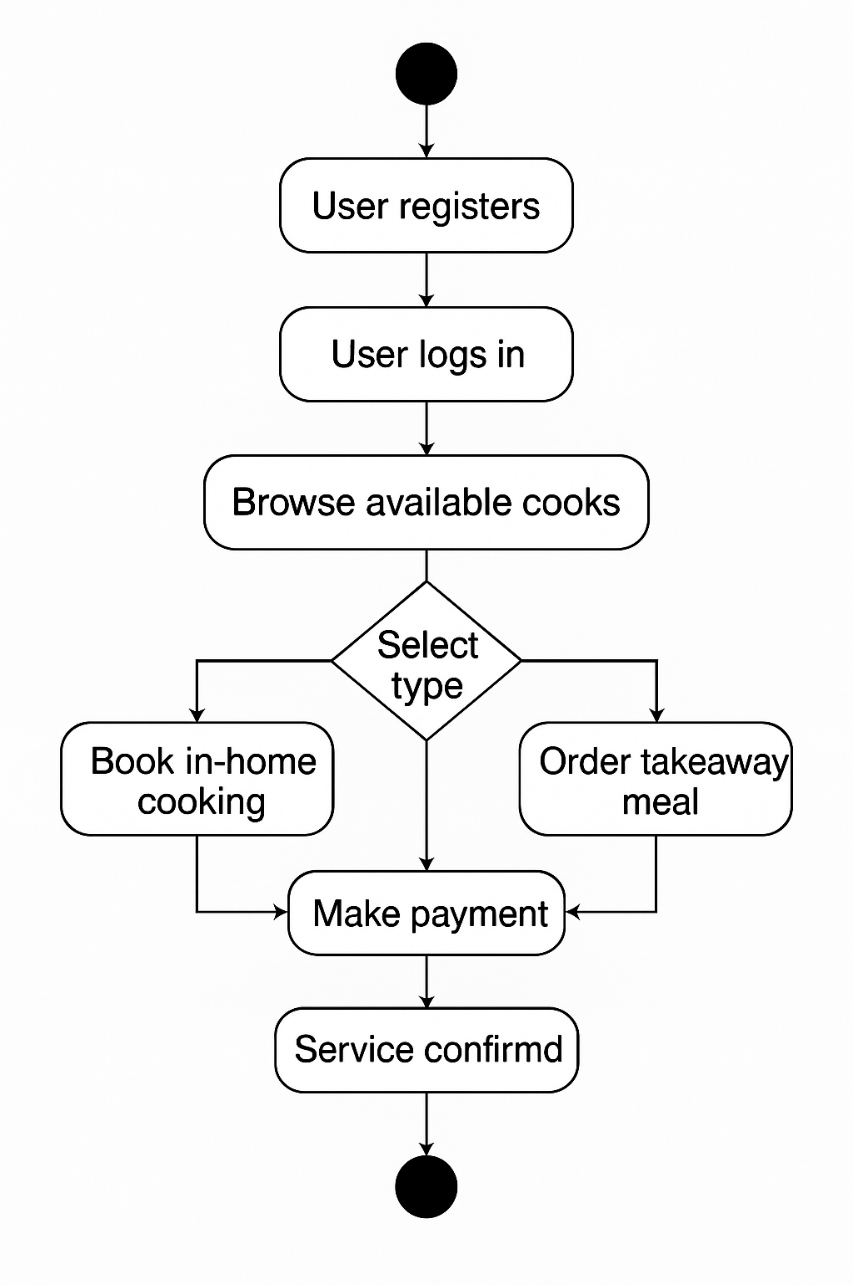 User registers
User logs in
Browse available cooks
Select
type
Book in-home
cooking
Order takeaway
meal
Make payment
Service confirmd